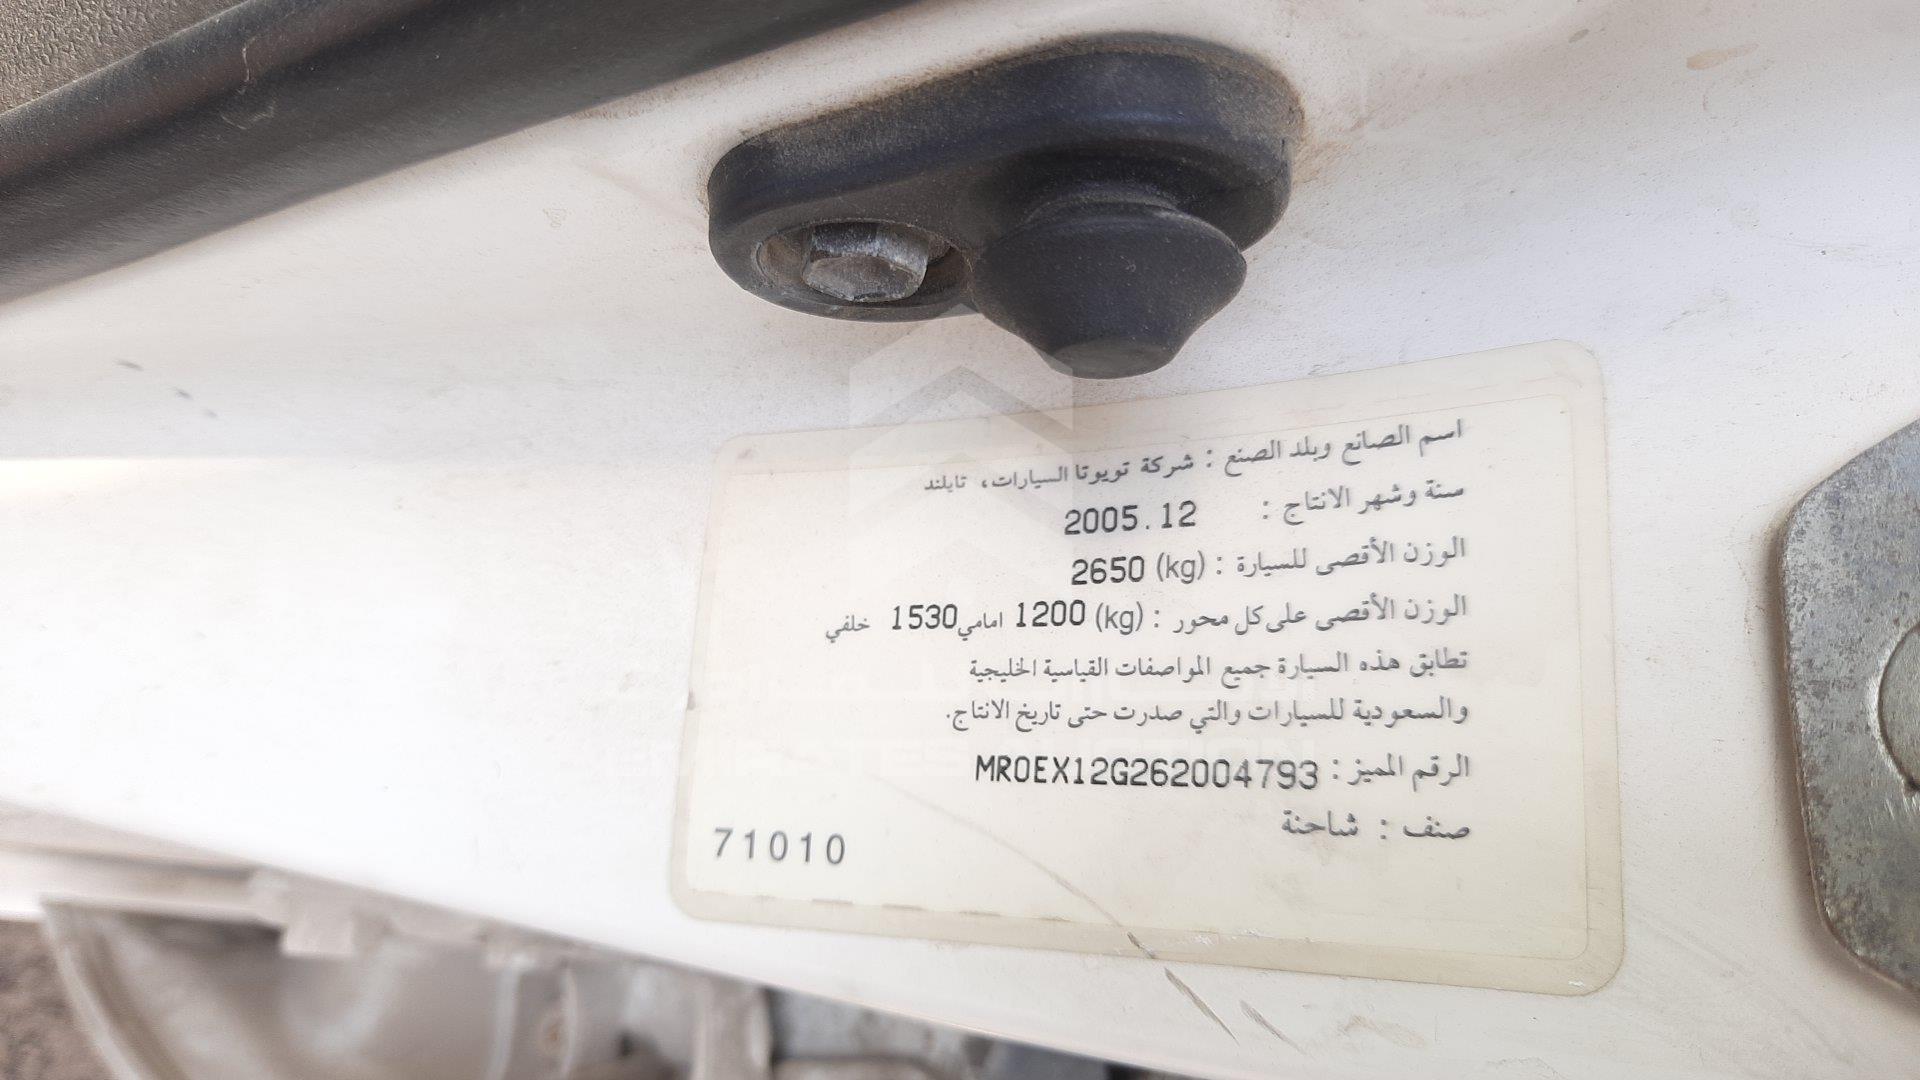 اسم الصانع وبلد الصنع : شركة تويوتا السيارات، تايلند
سنة وشهر الانتاج : 2005.12
الوزن الأقصى للسيارة : (kg) 2650
الوزن الأقصى على كل محور : (kg) 1200 امامي 1530 خلفي
تطابق هذه السيارة جميع المواصفات القياسية الخليجية
والسعودية للسيارات والتي صدرت حتى تاريخ الانتاج.
الرقم المميز : MR0EX12G262004793
صنف : شاحنة
71010